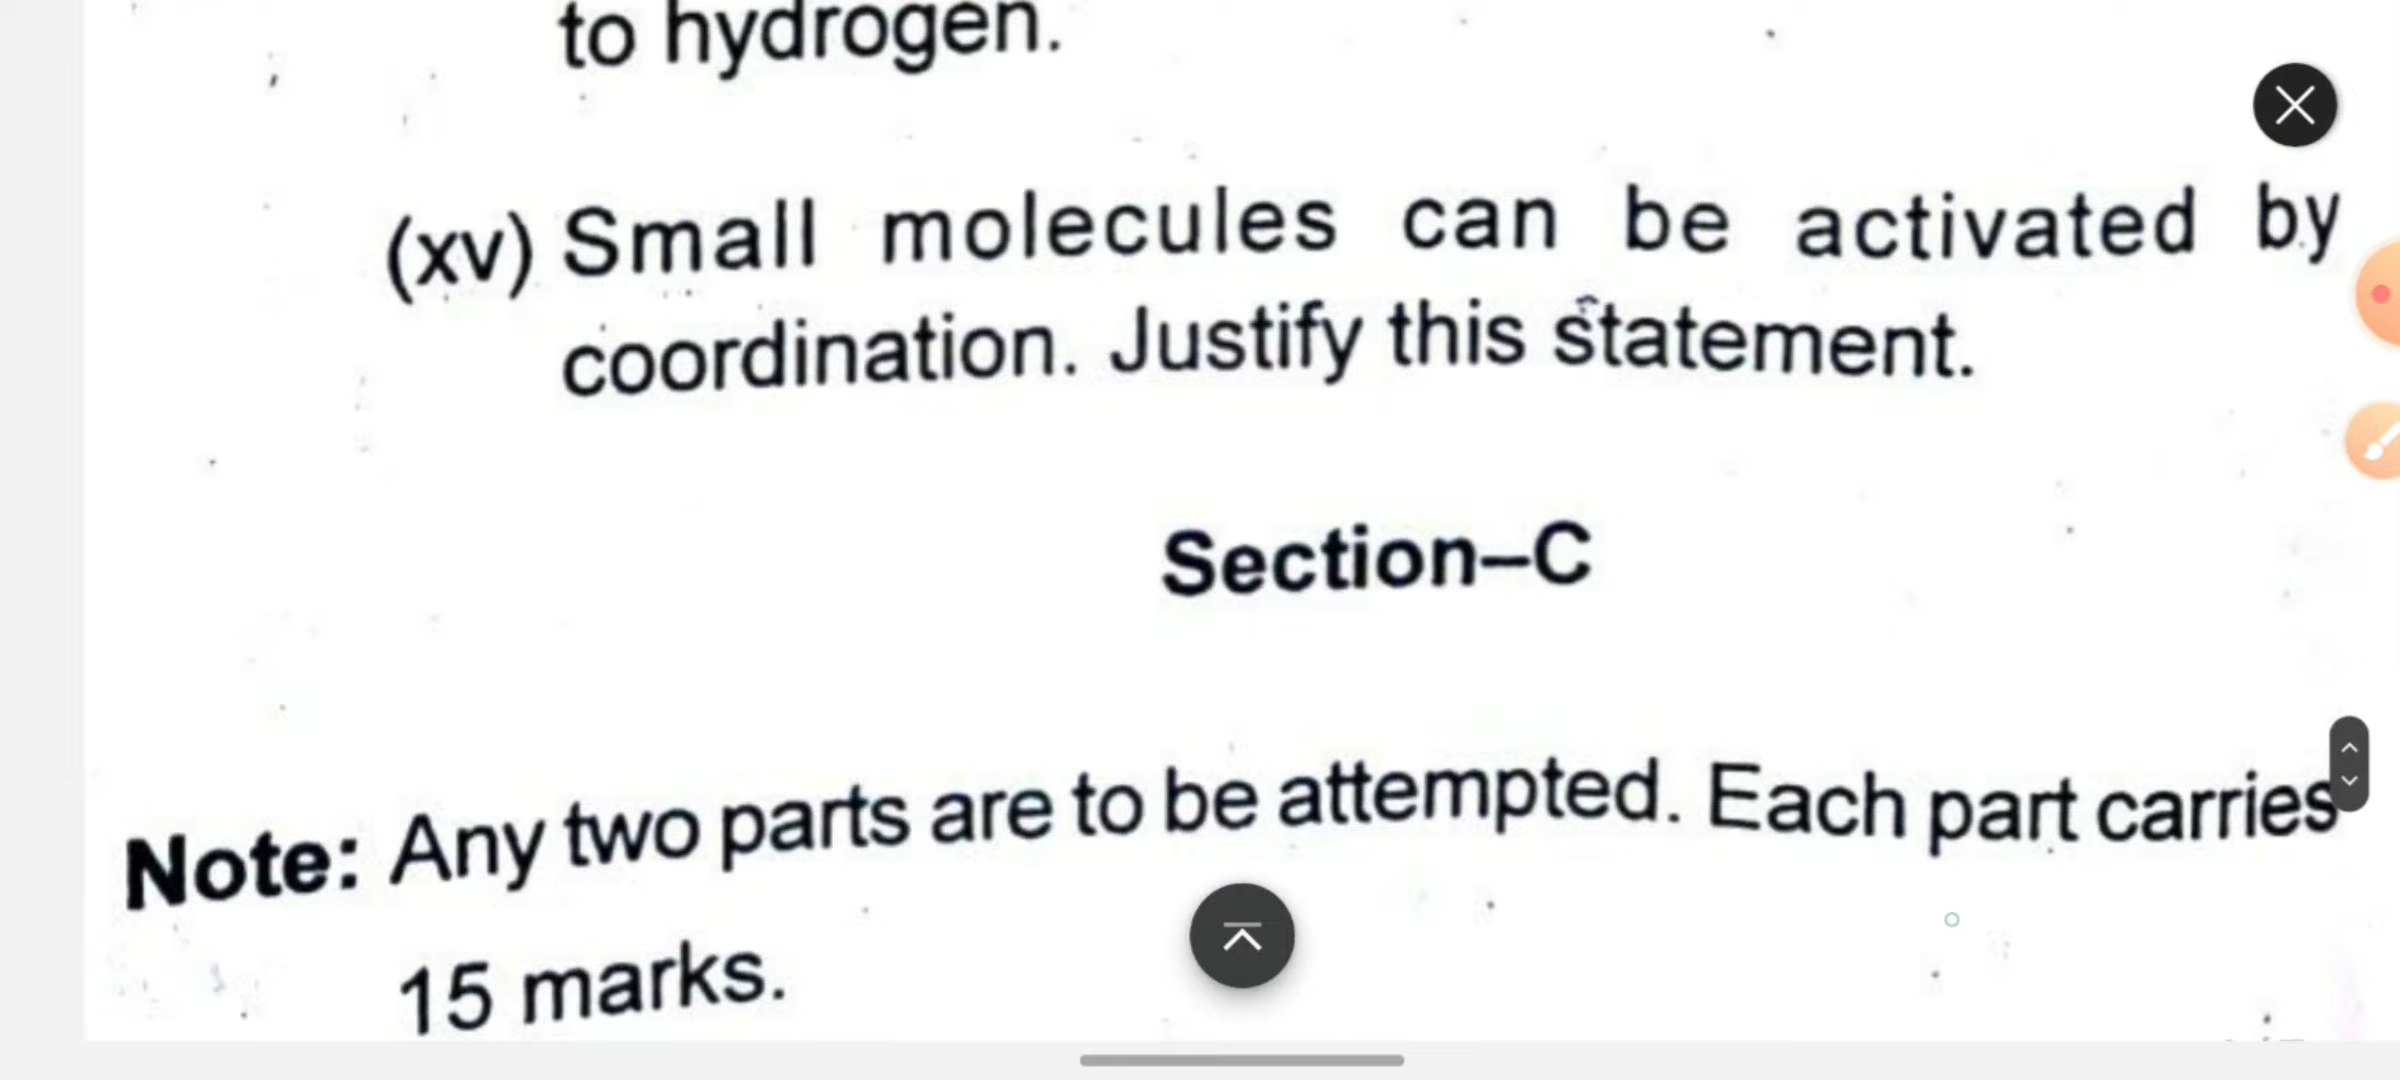 to hydrogen.
(xv) Small molecules can be activated by
coordination. Justify this statement.
Section–C
Note: Any two parts are to be attempted. Each part carries
15 marks.